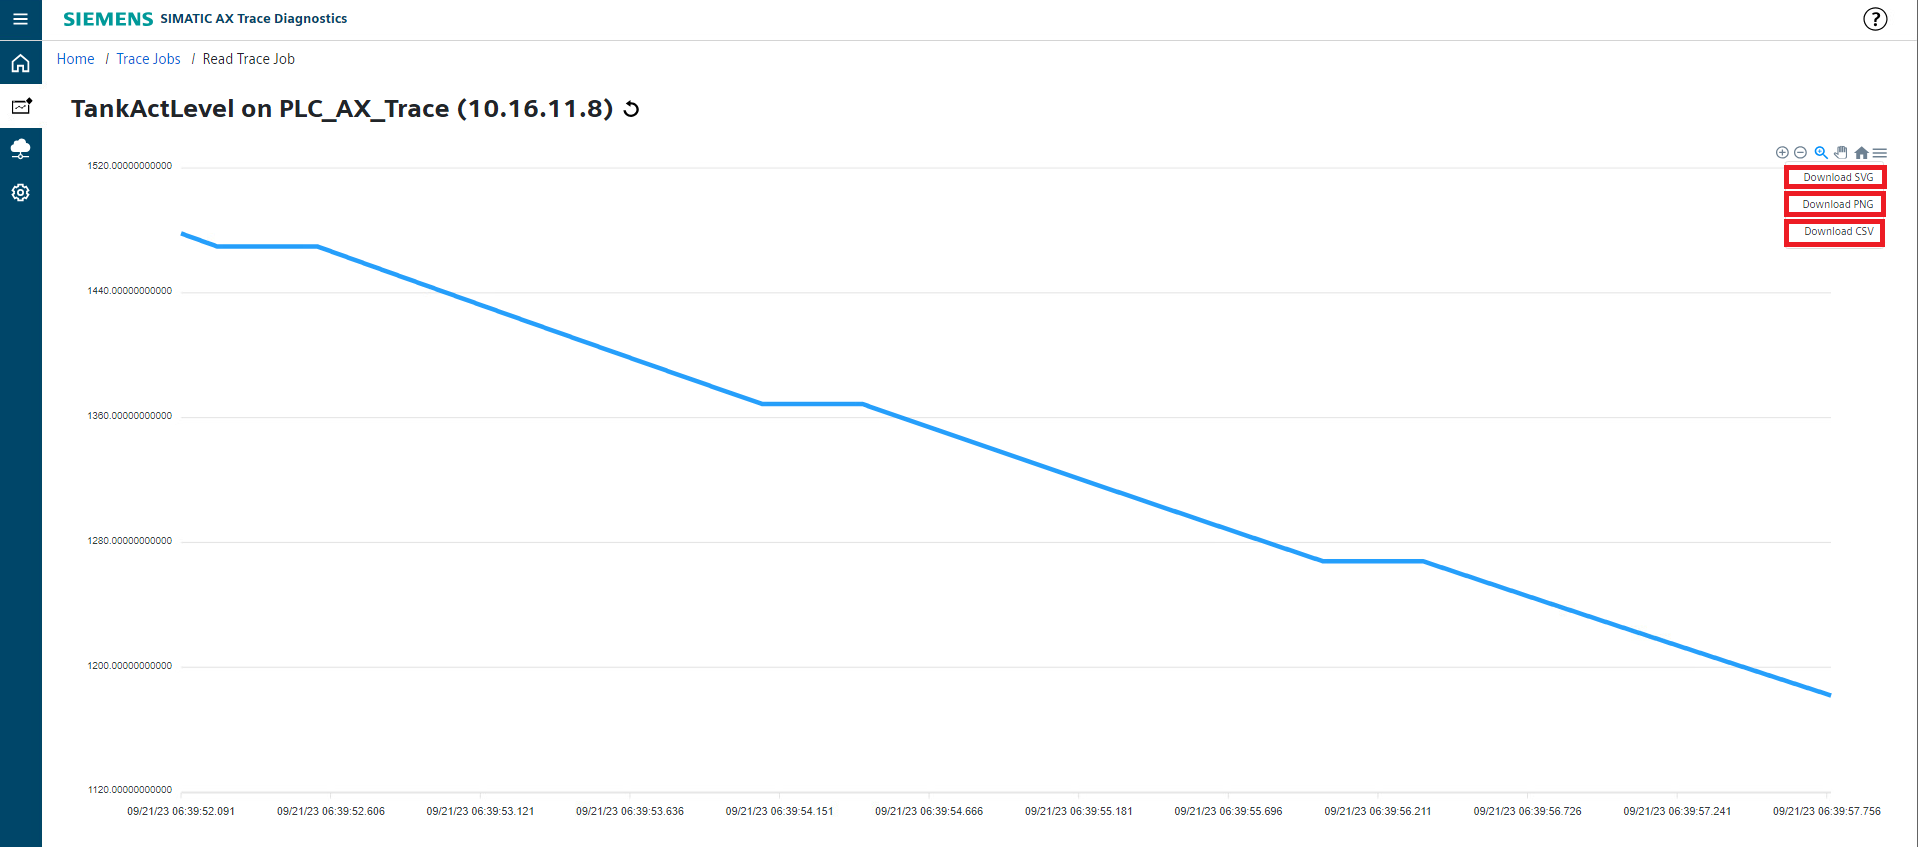 SIEMENS SIMATIC AX Trace Diagnostics
?
Home / Trace Jobs / Read Trace Job
TankActLevel on PLC_AX_Trace (10.16.11.8)
Download SVG
Download PNG
Download CSV
1520.00000000000
1440.00000000000
1360.00000000000
1280.00000000000
1200.00000000000
1120.00000000000
09/21/23 06:39:52.091 09/21/23 06:39:52.606 09/21/23 06:39:53.121 09/21/23 06:39:53.636 09/21/23 06:39:54.151 09/21/23 06:39:54.666 09/21/23 06:39:55.181 09/21/23 06:39:55.696 09/21/23 06:39:56.211 09/21/23 06:39:56.726 09/21/23 06:39:57.241 09/21/23 06:39:57.756